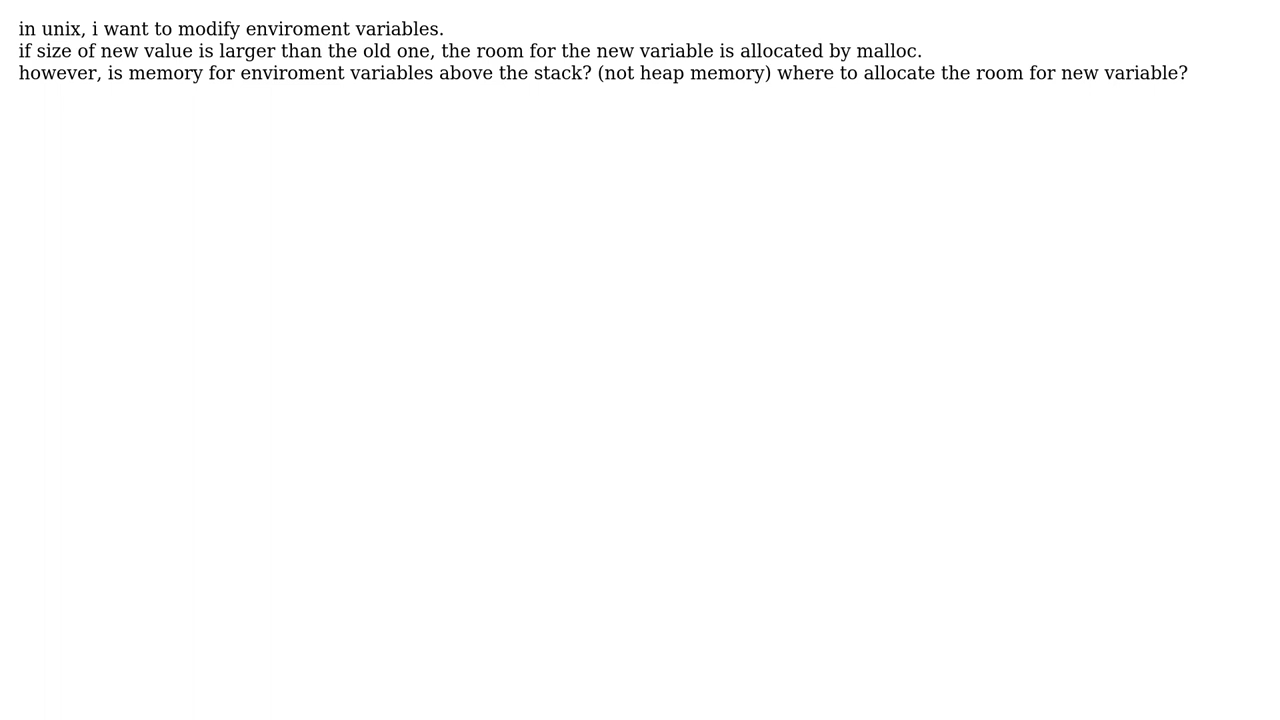 in unix, i want to modify enviroment variables.
if size of new value is larger than the old one, the room for the new variable is allocated by malloc.
however, is memory for enviroment variables above the stack? (not heap memory) where to allocate the room for new variable?